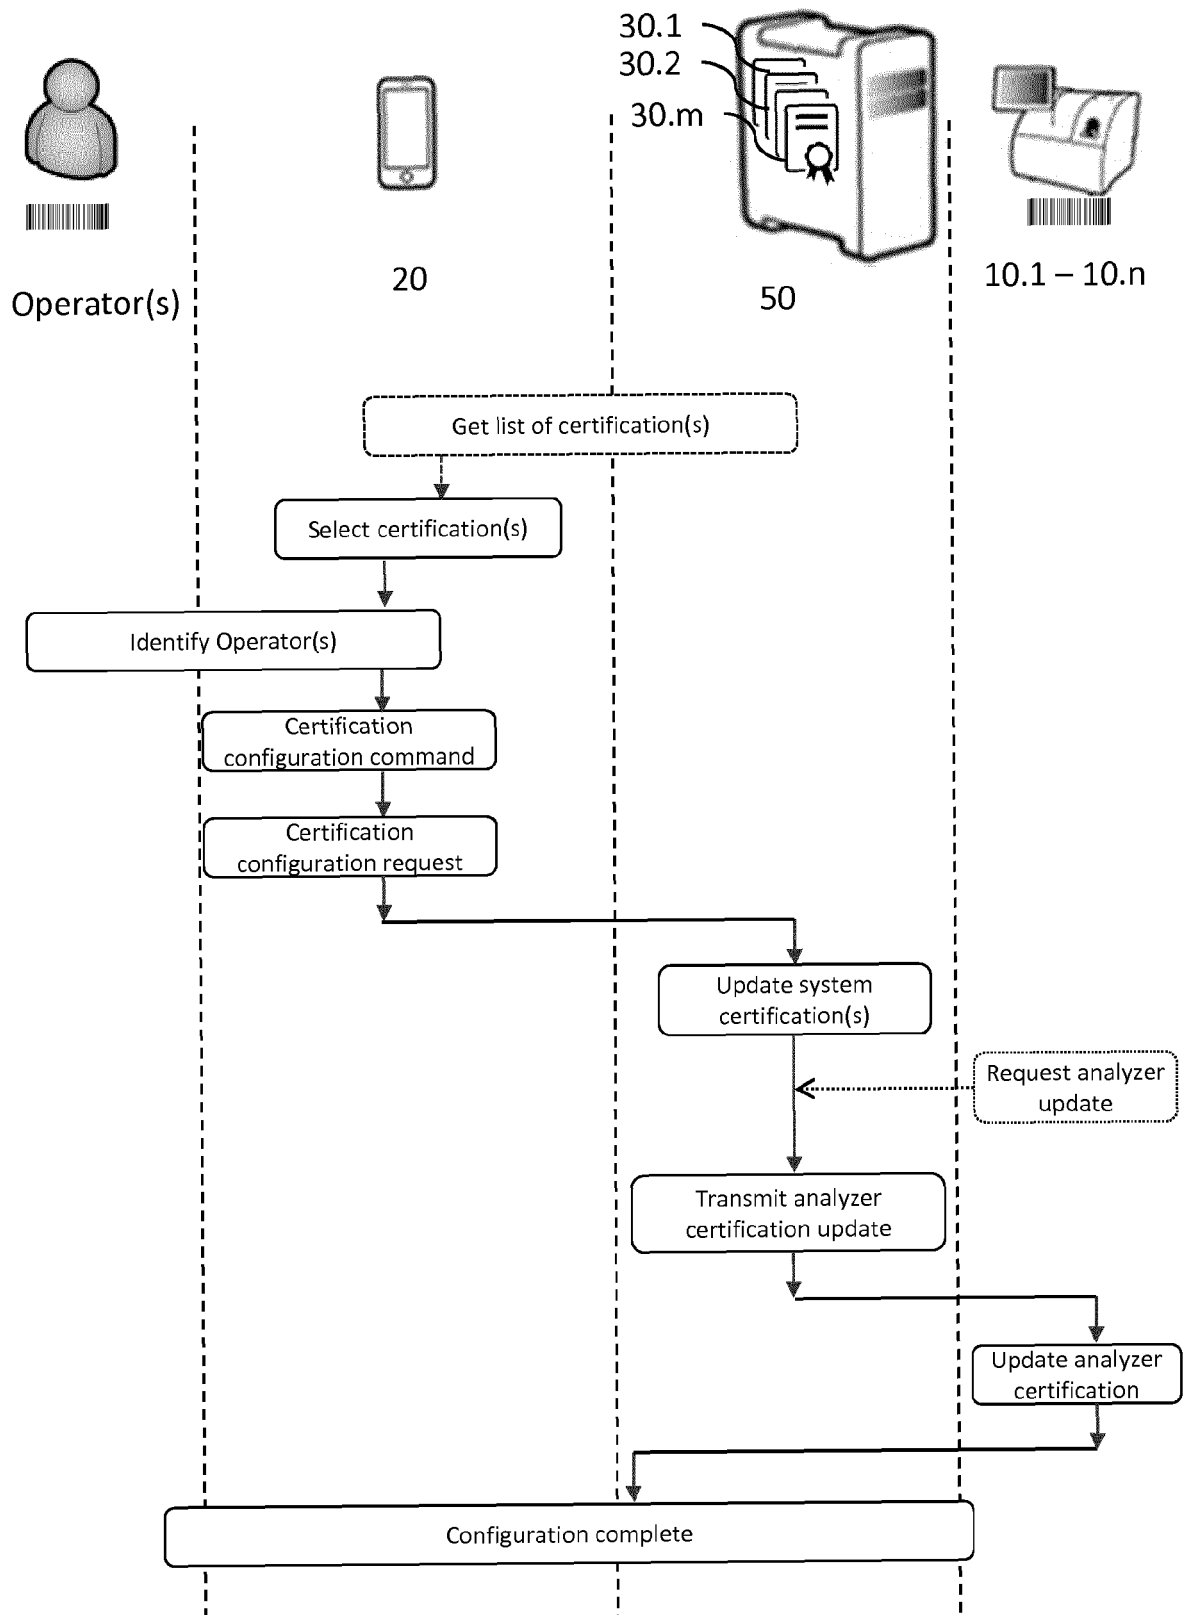 30.1
30.2
30.m
Operator(s)
20
50
10.1 – 10.n
Get list of certification(s)
Select certification(s)
Identify Operator(s)
Certification
configuration command
Certification
configuration request
Update system
certification(s)
Request analyzer
update
Transmit analyzer
certification update
Update analyzer
certification
Configuration complete